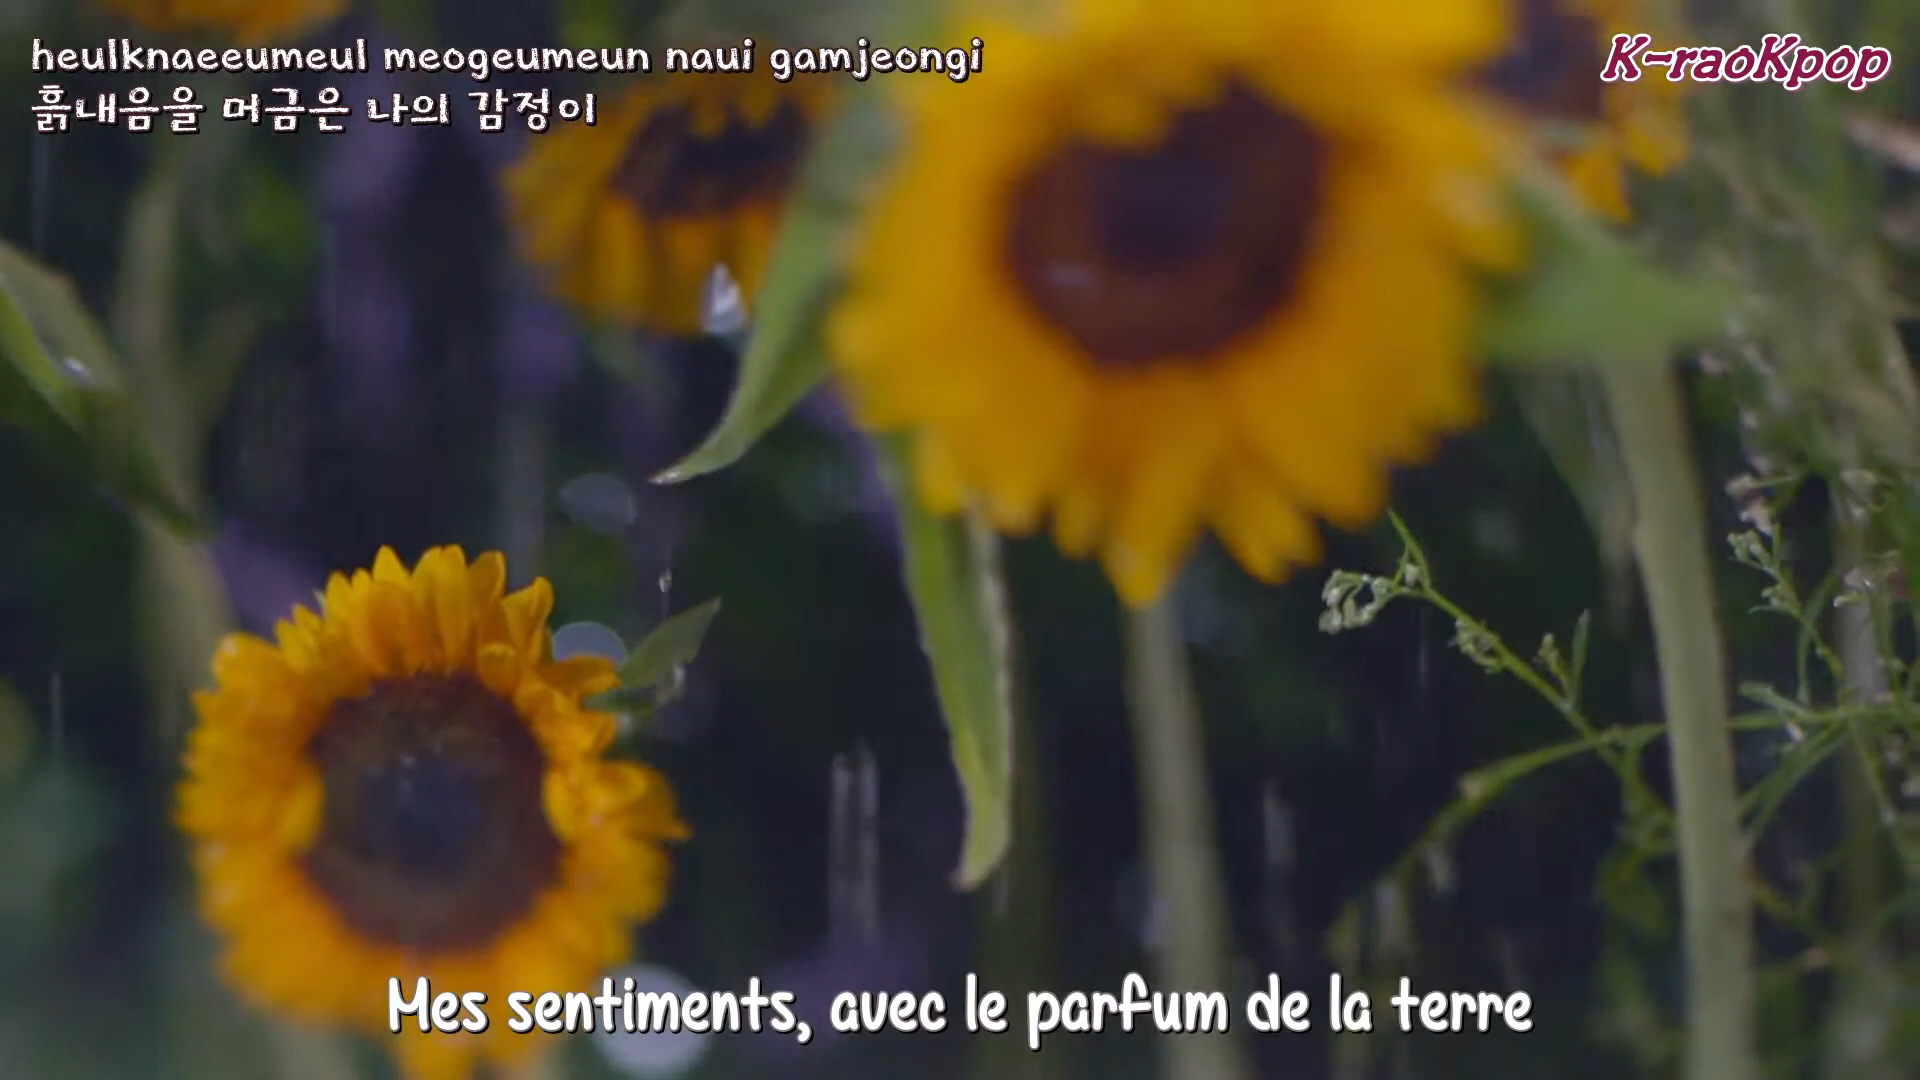 heulknaeeumeul meogeumeun naui gamjeongi
K-raoKpop
흙내음을 머금은 나의 감정이
Mes sentiments, avec le parfum de la terre